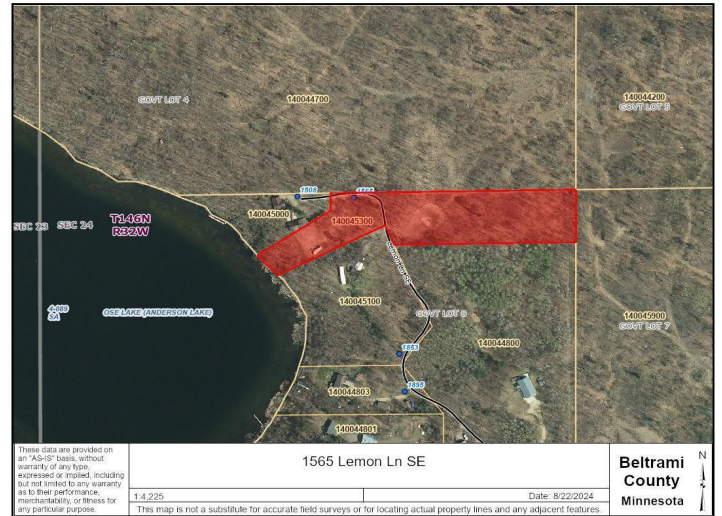 GOVT LOT 4
140044700
140044200
GOVT LOT 5
1508
140045000
140045300
T146N
R32W
SEC 23
SEC 24
Lemon Ln SE
OSE LAKE (ANDERSON LAKE)
140045100
GOVT LOT 8
140045900
GOVT LOT 7
140044800
1853
1895
140044803
140044801
These data are provided on
an "AS-IS" basis, without
warranty of any type,
expressed or implied, including
but not limited to any warranty
as to their performance,
merchantability, or fitness for
any particular purpose.
1565 Lemon Ln SE
1:4,225
Date: 8/22/2024
This map is not a substitute for accurate field surveys or for locating actual property lines and any adjacent features.
Beltrami
County
Minnesota
N